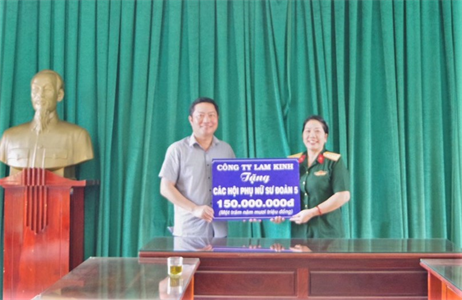 CÔNG TY LAM KINH
Tặng
CÁC HỘI PHỤ NỮ SƯ ĐOÀN 5
150.000.000đ
(Một trăm năm mươi triệu đồng)